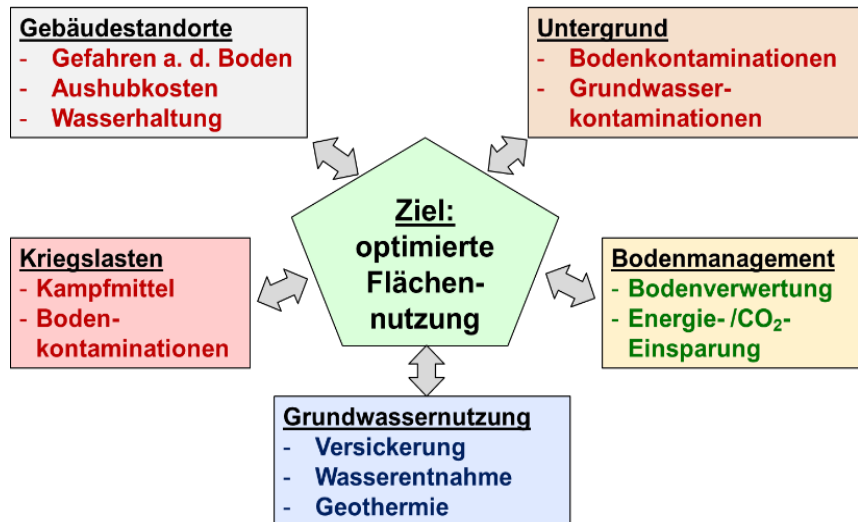 Gebäudestandorte
- Gefahren a. d. Boden
- Aushubkosten
- Wasserhaltung
Untergrund
- Bodenkontaminationen
- Grundwasser-
kontaminationen
Ziel:
optimierte
Flächen-
nutzung
Kriegslasten
- Kampfmittel
- Boden-
kontaminationen
Bodenmanagement
- Bodenverwertung
- Energie- /CO₂-
Einsparung
Grundwassernutzung
- Versickerung
- Wasserentnahme
- Geothermie